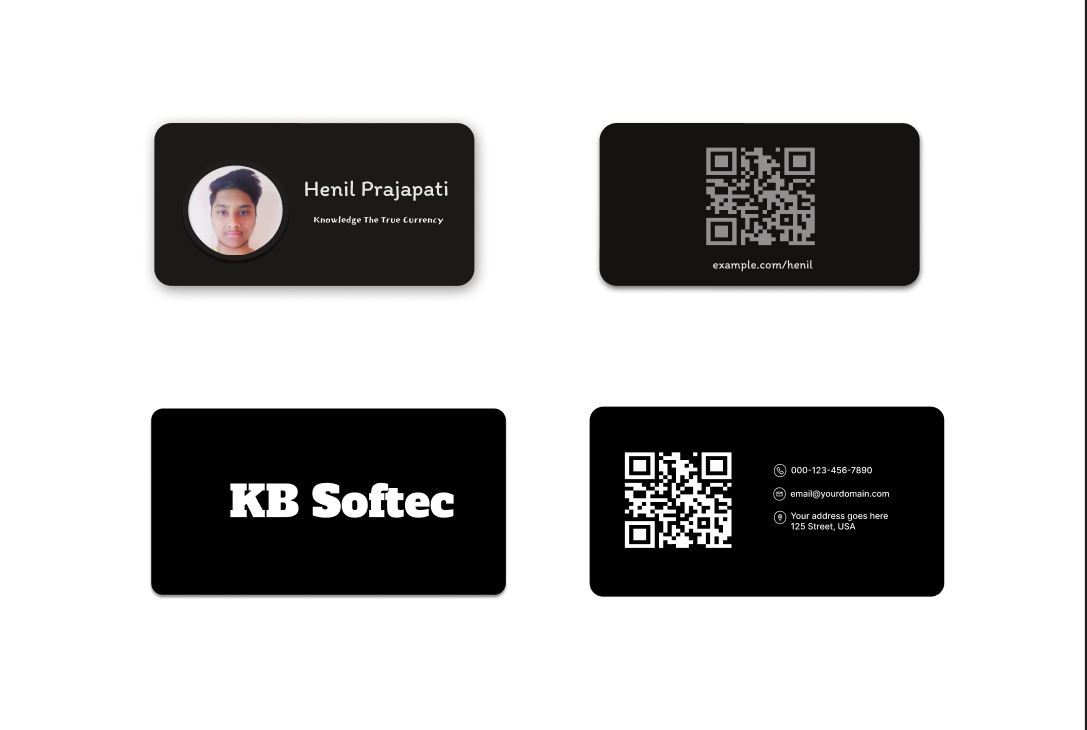 Henil Prajapati
Knowledge The True Currency
example.com/henil
KB Softec
000-123-456-7890
email@yourdomain.com
Your address goes here
125 Street, USA